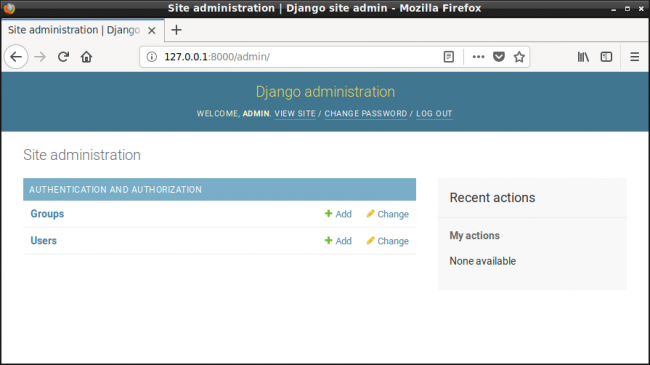 Site administration | Django site admin - Mozilla Firefox
Site administration | Django
127.0.0.1:8000/admin/
Django administration
WELCOME, ADMIN. VIEW SITE / CHANGE PASSWORD / LOG OUT
Site administration
AUTHENTICATION AND AUTHORIZATION
Groups Add Change
Users Add Change
Recent actions
My actions
None available